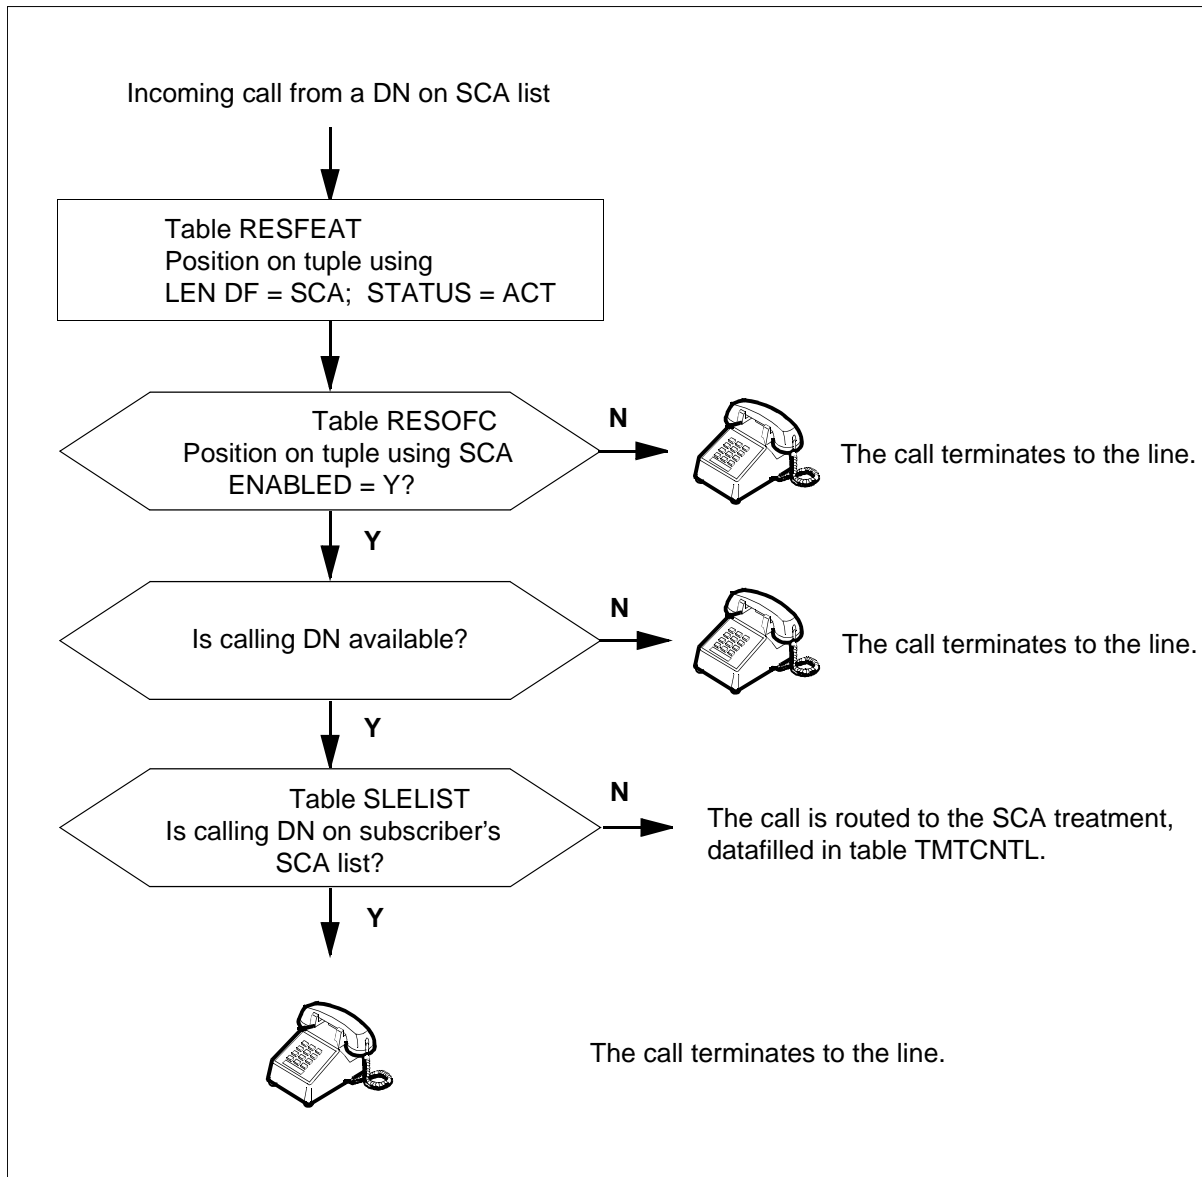 Incoming call from a DN on SCA list
Table RESFEAT
Position on tuple using
LEN DF = SCA;  STATUS = ACT
Table RESOFC
Position on tuple using SCA
ENABLED = Y?
N
The call terminates to the line.
Y
Is calling DN available?
N
The call terminates to the line.
Y
Table SLELIST
Is calling DN on subscriber's
SCA list?
N
The call is routed to the SCA treatment,
datafilled in table TMTCNTL.
Y
The call terminates to the line.